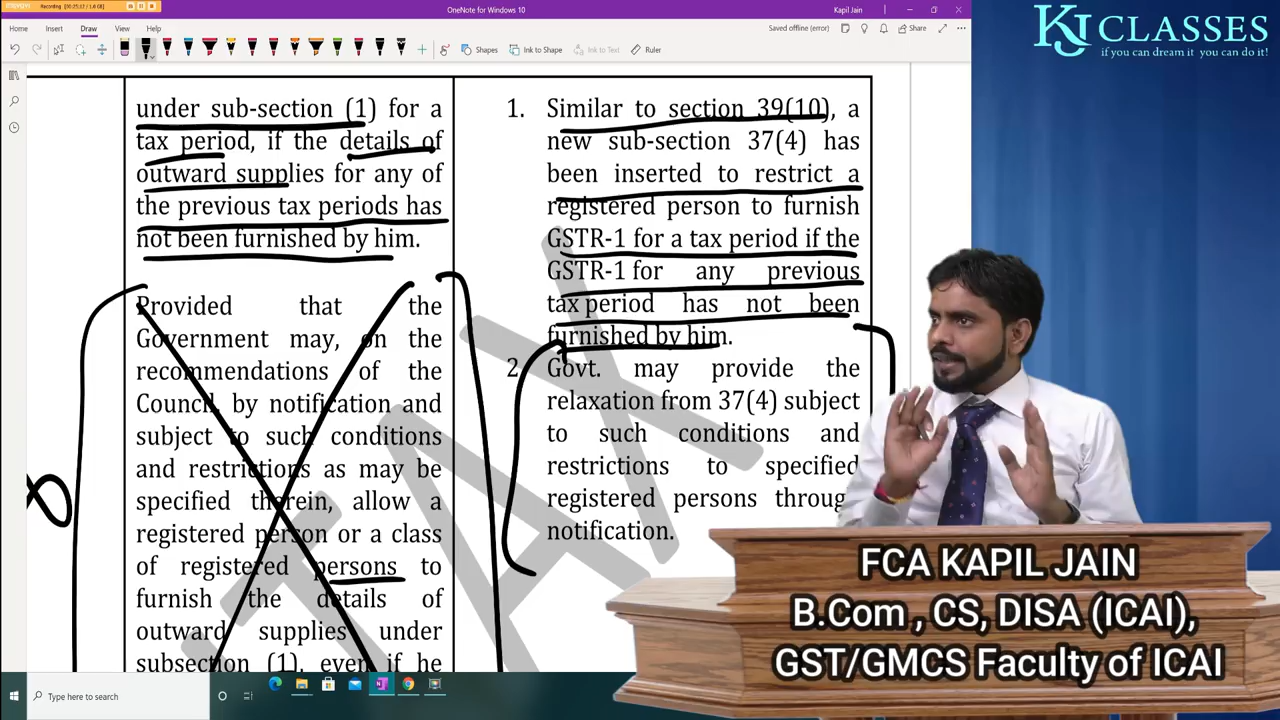 Recording
OneNote for Windows 10
Kapil Jain
Home Insert Draw View Help
Saved offline (error)
Share
Shapes Ink to Shape Ink to Text Ruler
KJ CLASSES
if you can dream it you can do it!
under sub-section (1) for a
tax period, if the details of
outward supplies for any of
the previous tax periods has
not been furnished by him.
Provided that the
Government may, on the
recommendations of the
Council, by notification and
subject to such conditions
and restrictions as may be
specified therein, allow a
registered person or a class
of registered persons to
furnish the details of
outward supplies under
subsection (1), even if he
1. Similar to section 39(10), a
new sub-section 37(4) has
been inserted to restrict a
registered person to furnish
GSTR-1 for a tax period if the
GSTR-1 for any previous
tax period has not been
furnished by him.
2. Govt. may provide the
relaxation from 37(4) subject
to such conditions and
restrictions to specified
registered persons through
notification.
TAX
FCA KAPIL JAIN
B.Com , CS, DISA (ICAI),
GST/GMCS Faculty of ICAI
Type here to search